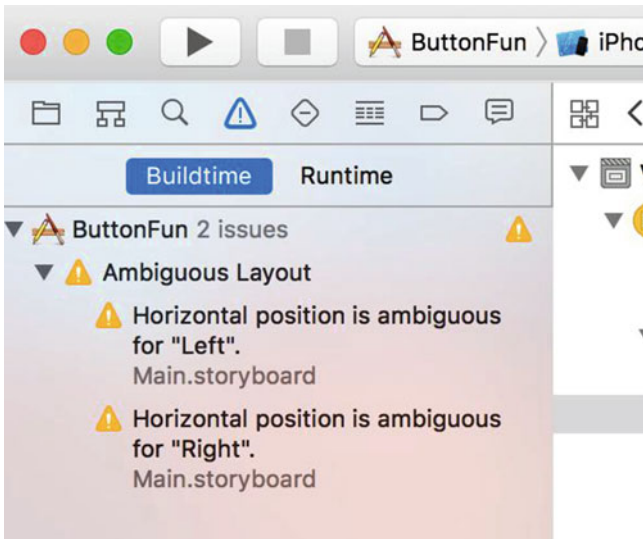 ButtonFun
Buildtime Runtime
ButtonFun 2 issues
Ambiguous Layout
Horizontal position is ambiguous
for "Left".
Main.storyboard
Horizontal position is ambiguous
for "Right".
Main.storyboard